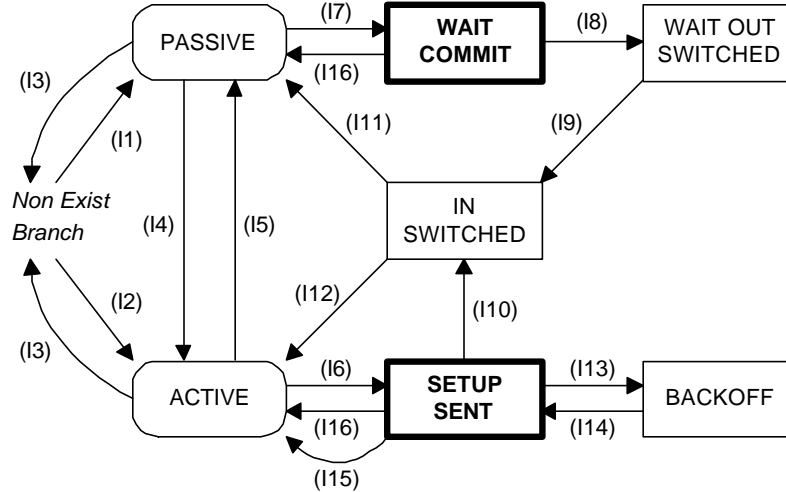 (I7)
PASSIVE
WAIT
COMMIT
(I8)
WAIT OUT
SWITCHED
(I16)
(I3)
(I1)
(I11)
(I9)
Non Exist
Branch
(I4)
(I5)
IN
SWITCHED
(I2)
(I12)
(I10)
(I3)
ACTIVE
(I6)
SETUP
SENT
(I13)
BACKOFF
(I16)
(I14)
(I15)